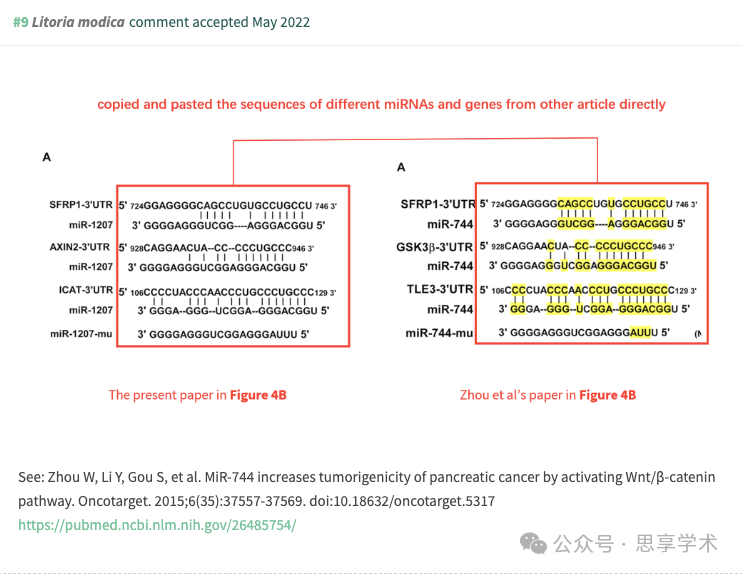 #9 Litoria modica comment accepted May 2022
copied and pasted the sequences of different miRNAs and genes from other article directly
A
SFRP1-3'UTR 5' 724GGAGGGGCAGCCUGUGCCUGCCU 746 3'
miR-1207 3' GGGGAGGGUCGG----AGGGACGGU 5'
AXIN2-3'UTR 5' 928CAGGAACUA--CC--CCCUGCCC946 3'
miR-1207 3' GGGGAGGGUCGGAGGGACGGU 5'
ICAT-3'UTR 5' 106CCCCUACCCAACCCUGCCCUGCCC129 3'
miR-1207 3' GGGA--GGG--UCGGA--GGGACGGU 5'
miR-1207-mu 3' GGGGAGGGUCGGAGGGAUUU 5'
A
SFRP1-3'UTR 5' 724GGAGGGGCAGCCUGUGCCUGCCU 746 3'
miR-744 3' GGGGAGGGUCGG----AGGGACGGU 5'
GSK3β-3'UTR 5' 928CAGGAACUA--CC--CCCUGCCC946 3'
miR-744 3' GGGGAGGGUCGGAGGGACGGU 5'
TLE3-3'UTR 5' 106CCCCUACCCAACCCUGCCCUGCCC129 3'
miR-744 3' GGGA--GGG--UCGGA--GGGACGGU 5'
miR-744-mu 3' GGGGAGGGUCGGAGGGAUUU 5'
The present paper in Figure 4B
Zhou et al's paper in Figure 4B
See: Zhou W, Li Y, Gou S, et al. MiR-744 increases tumorigenicity of pancreatic cancer by activating Wnt/β-catenin
pathway. Oncotarget. 2015;6(35):37557-37569. doi:10.18632/oncotarget.5317
https://pubmed.ncbi.nlm.nih.gov/26485754/
公众号 · 思享学术